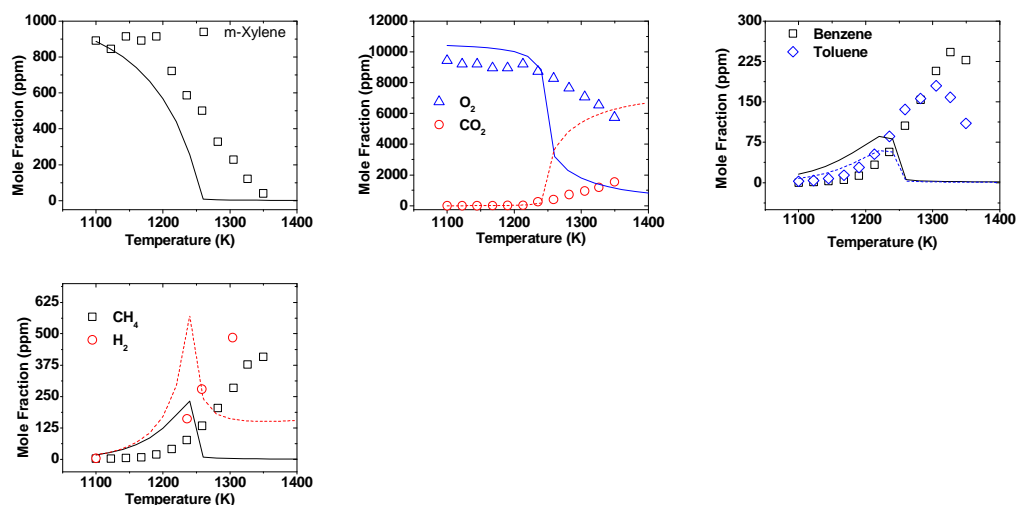 1000
800
600
400
200
0
Mole Fraction (ppm)
m-Xylene
1100 1200 1300 1400
Temperature (K)
12000
10000
8000
6000
4000
2000
0
Mole Fraction (ppm)
O₂
CO₂
1100 1200 1300 1400
Temperature (K)
300
225
150
75
0
Mole Fraction (ppm)
Benzene
Toluene
1100 1200 1300 1400
Temperature (K)
625
500
375
250
125
0
Mole Fraction (ppm)
CH₄
H₂
1100 1200 1300 1400
Temperature (K)